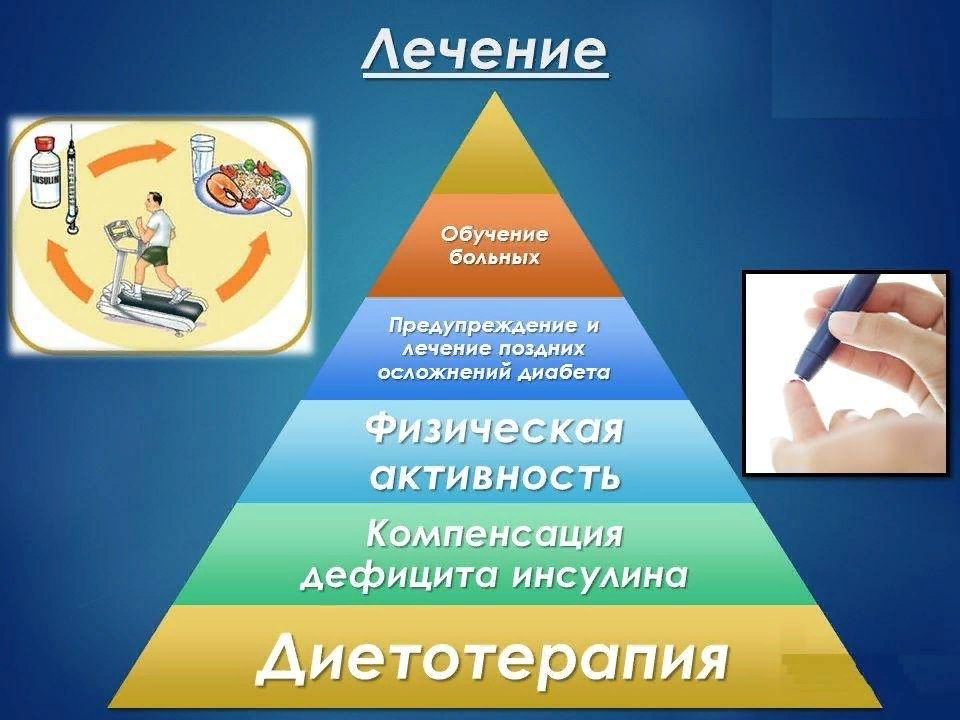 Лечение
INSULIN
Обучение
больных
Предупреждение и
лечение поздних
осложнений диабета
Физическая
активность
Компенсация
дефицита инсулина
Диетотерапия